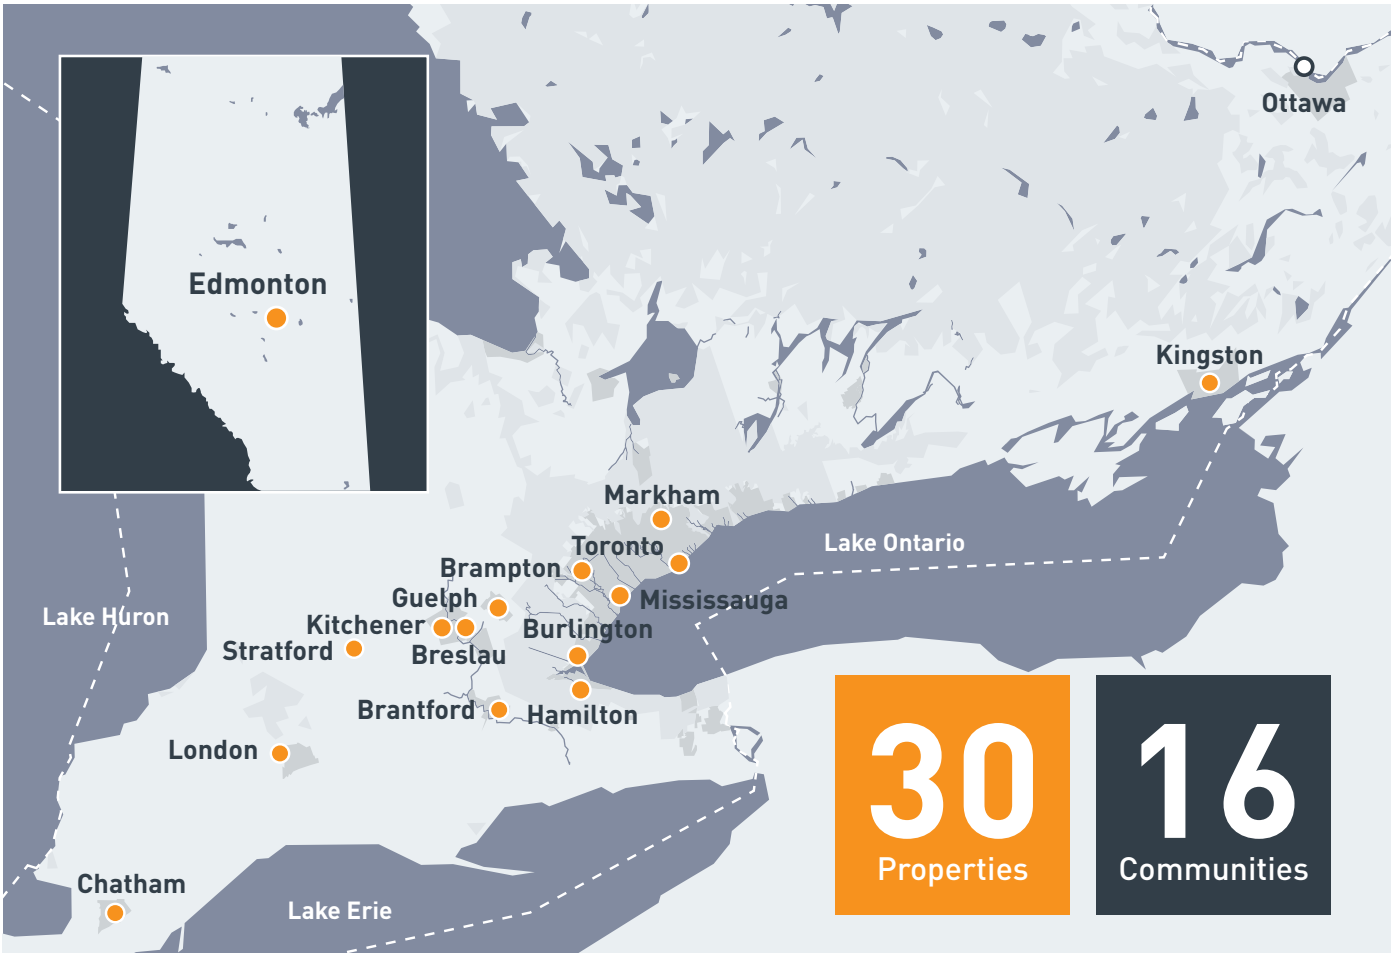 Ottawa
Edmonton
Kingston
Markham
Toronto
Lake Ontario
Brampton
Guelph
Mississauga
Lake Huron
Kitchener
Burlington
Stratford
Breslau
Brantford
Hamilton
London
30
Properties
16
Communities
Chatham
Lake Erie